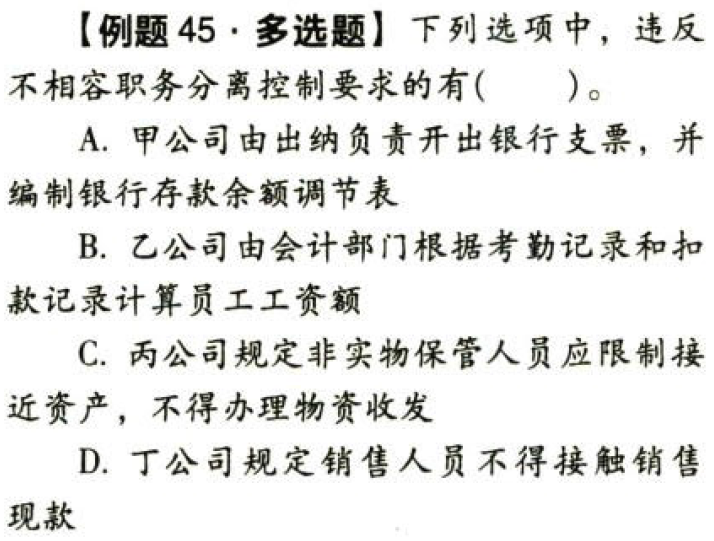 【例题 45 · 多选题】下列选项中，违反
不相容职务分离控制要求的有(　　)。
A. 甲公司由出纳负责开出银行支票，并
编制银行存款余额调节表
B. 乙公司由会计部门根据考勤记录和扣
款记录计算员工工资额
C. 丙公司规定非实物保管人员应限制接
近资产，不得办理物资收发
D. 丁公司规定销售人员不得接触销售
现款